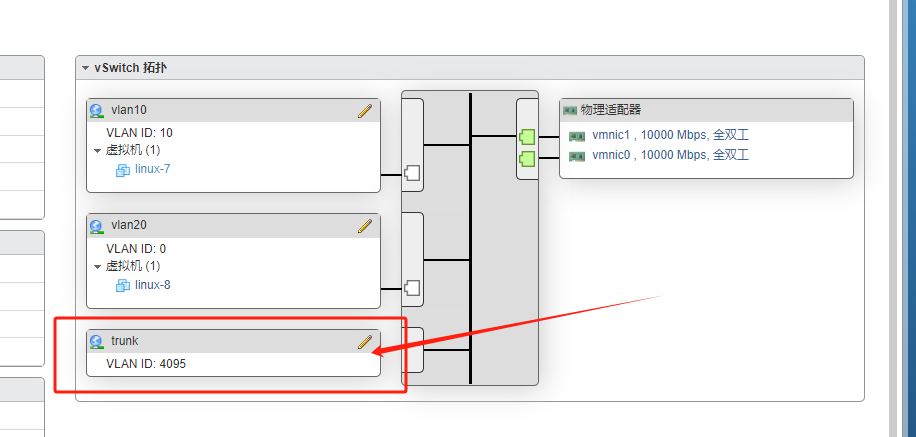 vSwitch 拓扑
vlan10
VLAN ID: 10
虚拟机 (1)
linux-7
vlan20
VLAN ID: 0
虚拟机 (1)
linux-8
trunk
VLAN ID: 4095
物理适配器
vmnic1 , 10000 Mbps, 全双工
vmnic0 , 10000 Mbps, 全双工